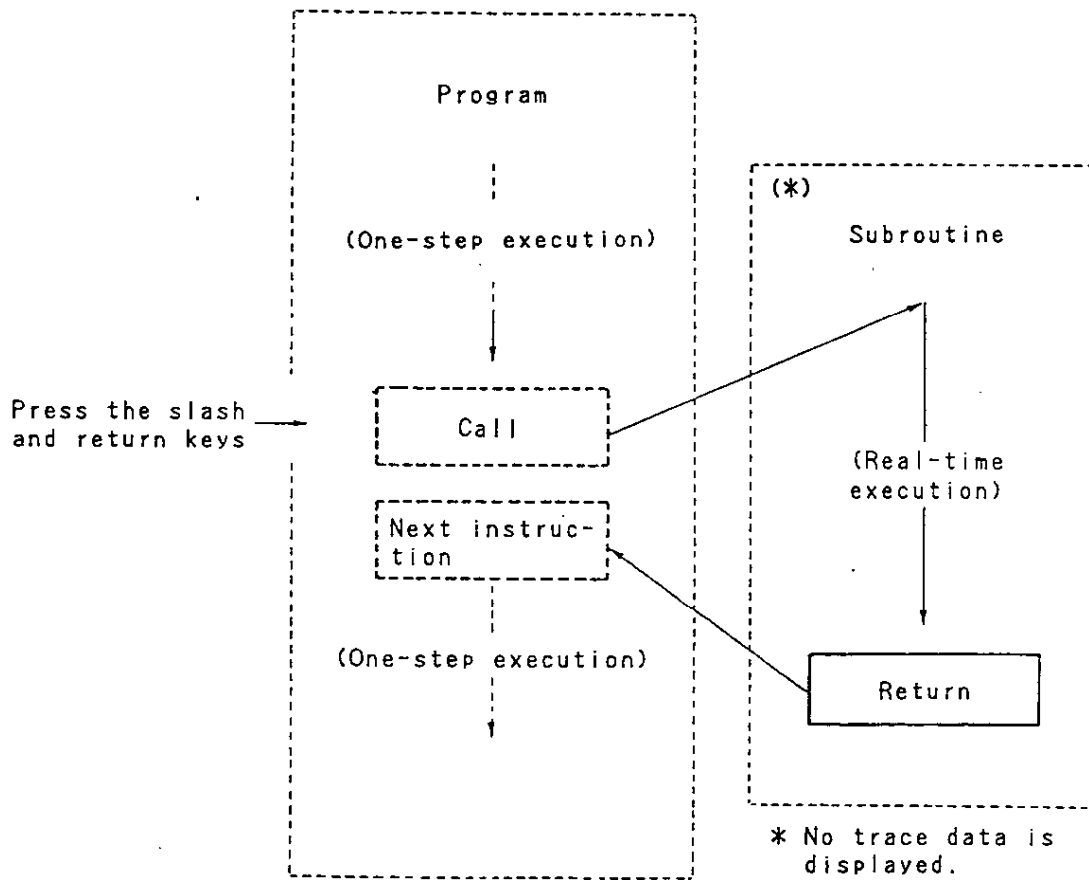 Program
(*)
(One-step execution)
Subroutine
Press the slash
and return keys
Call
(Real-time
execution)
Next instruc-
tion
(One-step execution)
Return
* No trace data is
displayed.